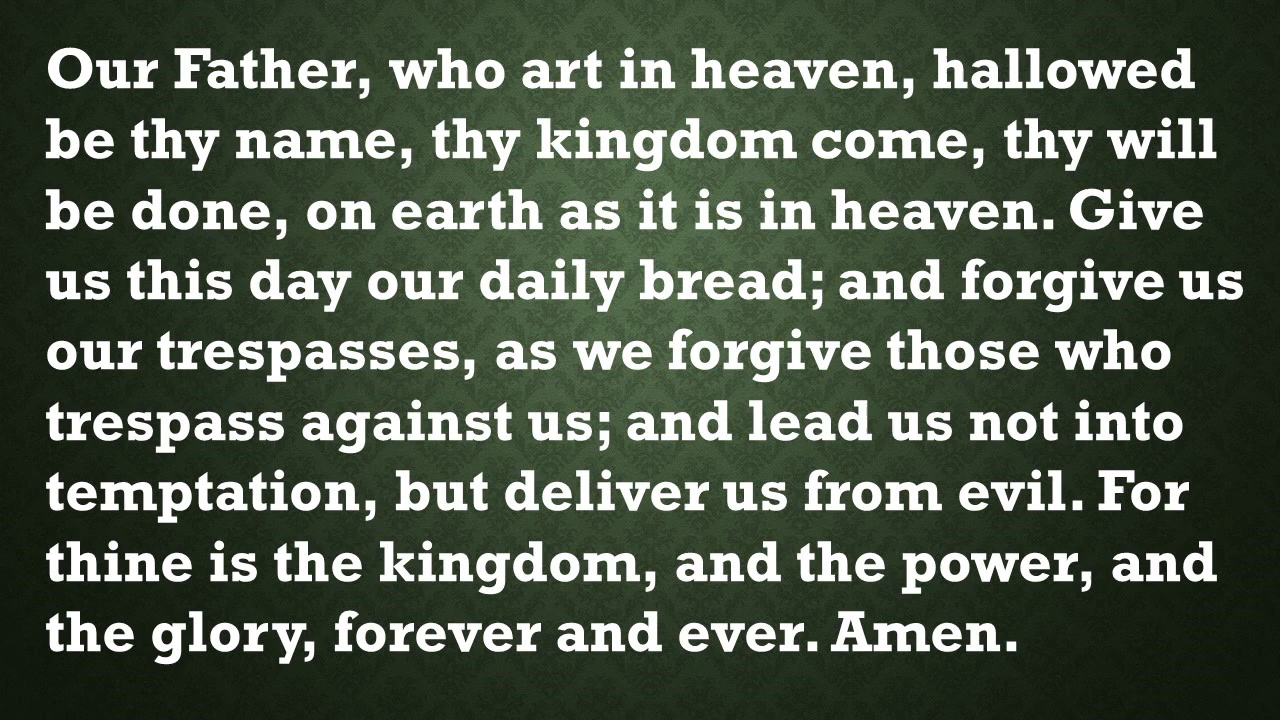 Our Father, who art in heaven, hallowed
be thy name, thy kingdom come, thy will
be done, on earth as it is in heaven. Give
us this day our daily bread; and forgive us
our trespasses, as we forgive those who
trespass against us; and lead us not into
temptation, but deliver us from evil. For
thine is the kingdom, and the power, and
the glory, forever and ever. Amen.